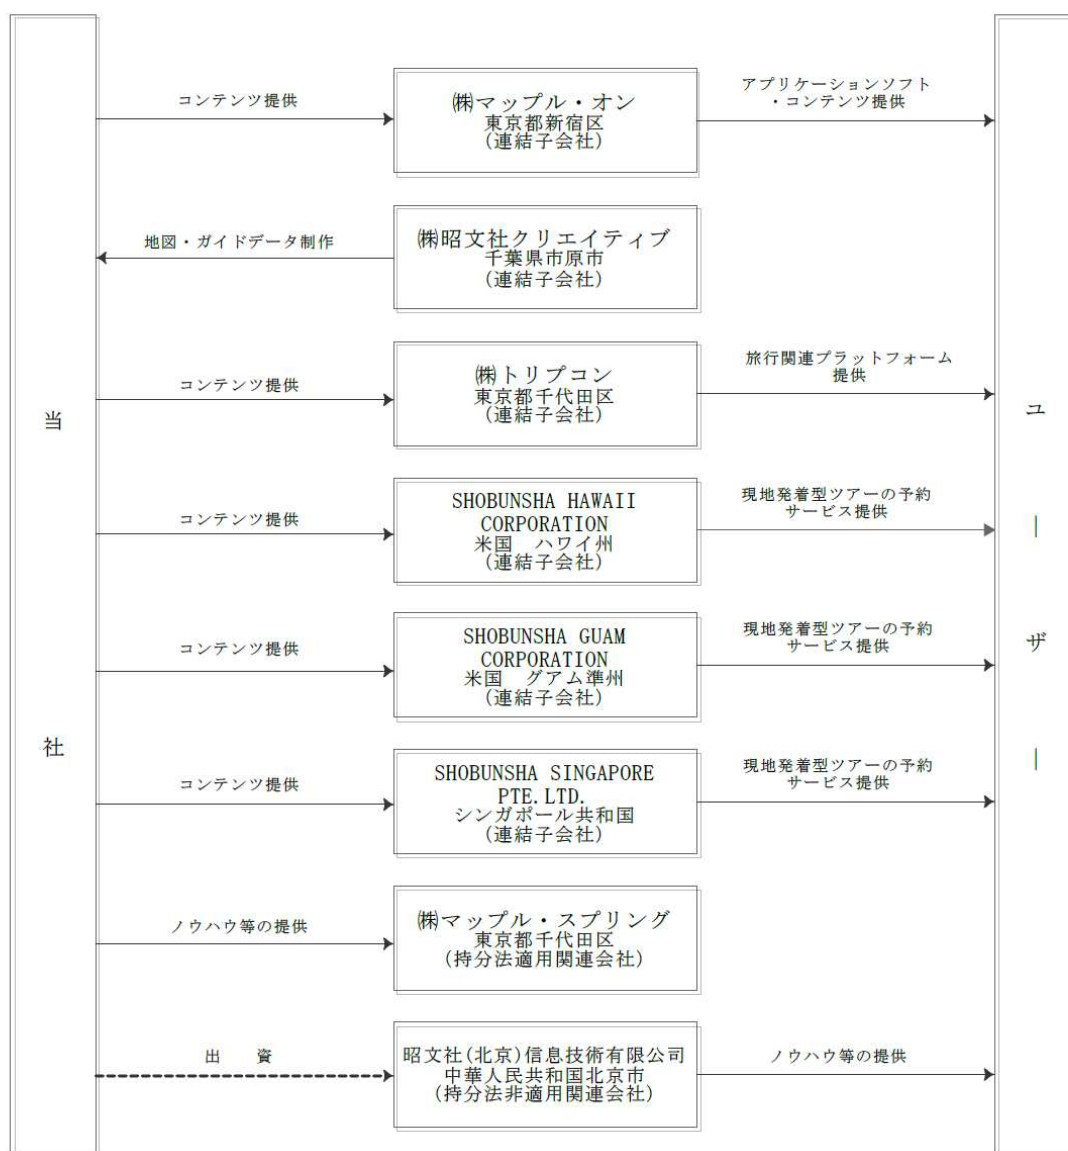 コンテンツ提供
㈱マップル・オン
東京都新宿区
(連結子会社)
アプリケーションソフト
・コンテンツ提供
地図・ガイドデータ制作
㈱昭文社クリエイティブ
千葉県市原市
(連結子会社)
コンテンツ提供
㈱トリプコン
東京都千代田区
(連結子会社)
旅行関連プラットフォーム
提供
当社
ユーザー
コンテンツ提供
SHOBUNSHA HAWAII
CORPORATION
米国　ハワイ州
(連結子会社)
現地発着型ツアーの予約
サービス提供
コンテンツ提供
SHOBUNSHA GUAM
CORPORATION
米国　グアム準州
(連結子会社)
現地発着型ツアーの予約
サービス提供
コンテンツ提供
SHOBUNSHA SINGAPORE
PTE.LTD.
シンガポール共和国
(連結子会社)
現地発着型ツアーの予約
サービス提供
ノウハウ等の提供
㈱マップル・スプリング
東京都千代田区
(持分法適用関連会社)
出　資
昭文社(北京)信息技術有限公司
中華人民共和国北京市
(持分法非適用関連会社)
ノウハウ等の提供